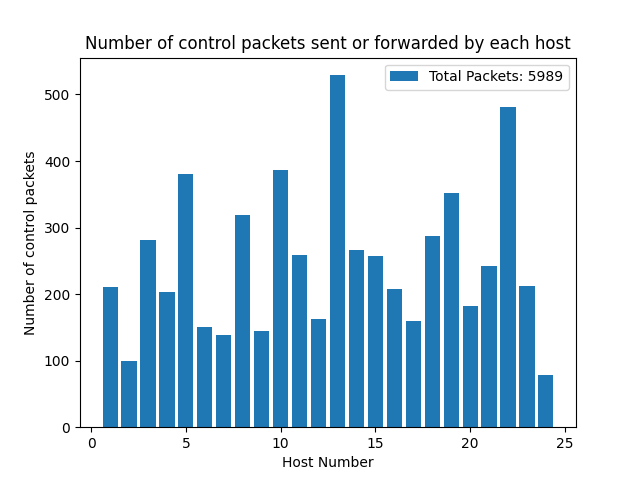 Number of control packets sent or forwarded by each host
Total Packets: 5989
Number of control packets
500
400
300
200
100
0
0 5 10 15 20 25
Host Number